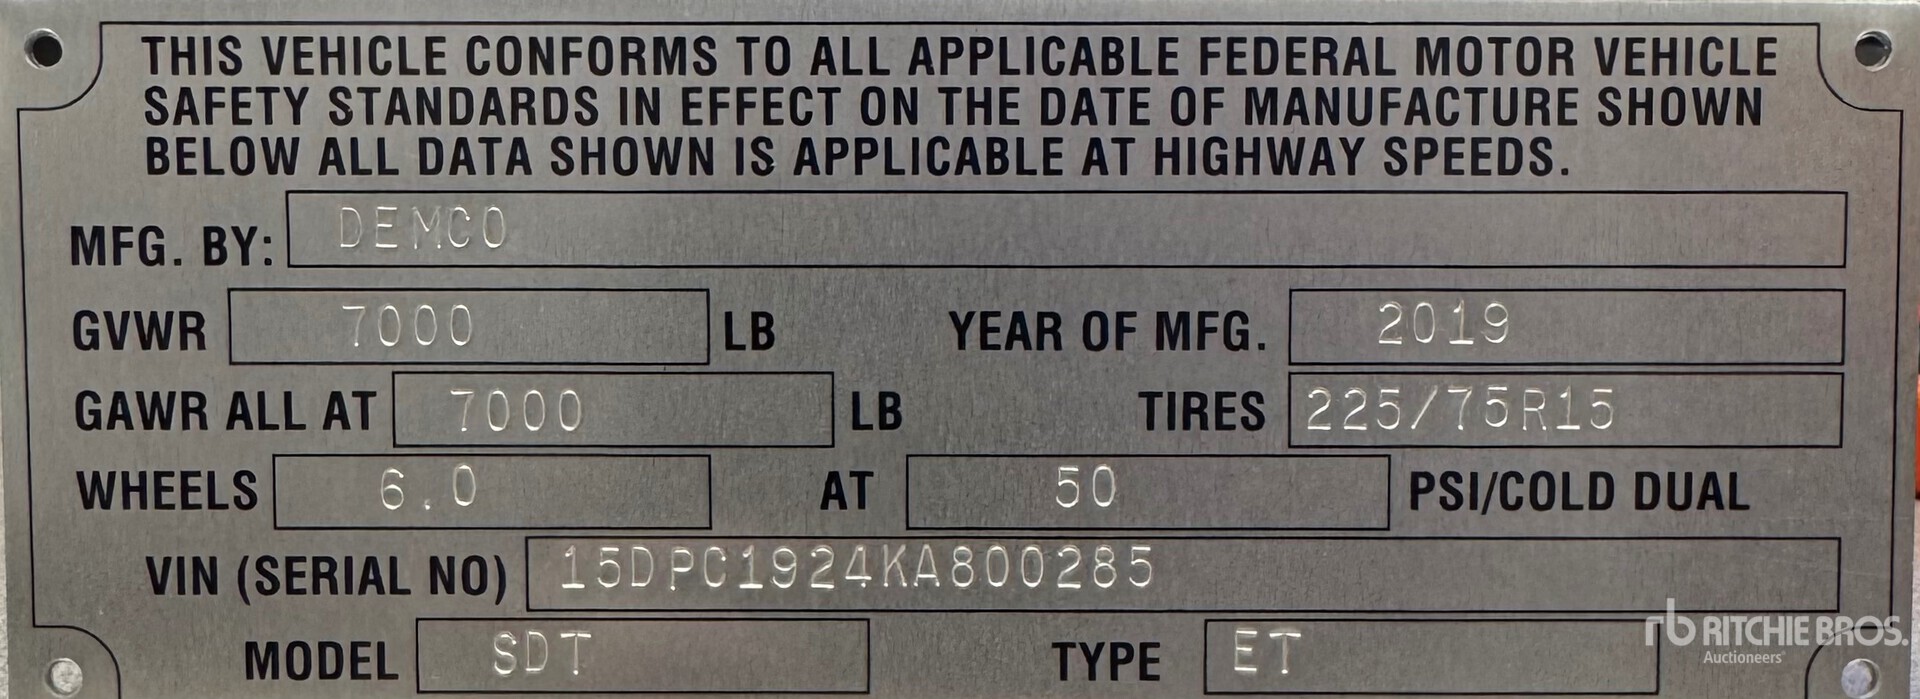 THIS VEHICLE CONFORMS TO ALL APPLICABLE FEDERAL MOTOR VEHICLE
SAFETY STANDARDS IN EFFECT ON THE DATE OF MANUFACTURE SHOWN
BELOW ALL DATA SHOWN IS APPLICABLE AT HIGHWAY SPEEDS.
MFG. BY: DEMCO
GVWR 7000 LB YEAR OF MFG. 2019
GAWR ALL AT 7000 LB TIRES 225/75R15
WHEELS 6.0 AT 50 PSI/COLD DUAL
VIN (SERIAL NO) 15DPC1924KA800285
MODEL SDT TYPE ET
rb RITCHIE BROS.
Auctioneers